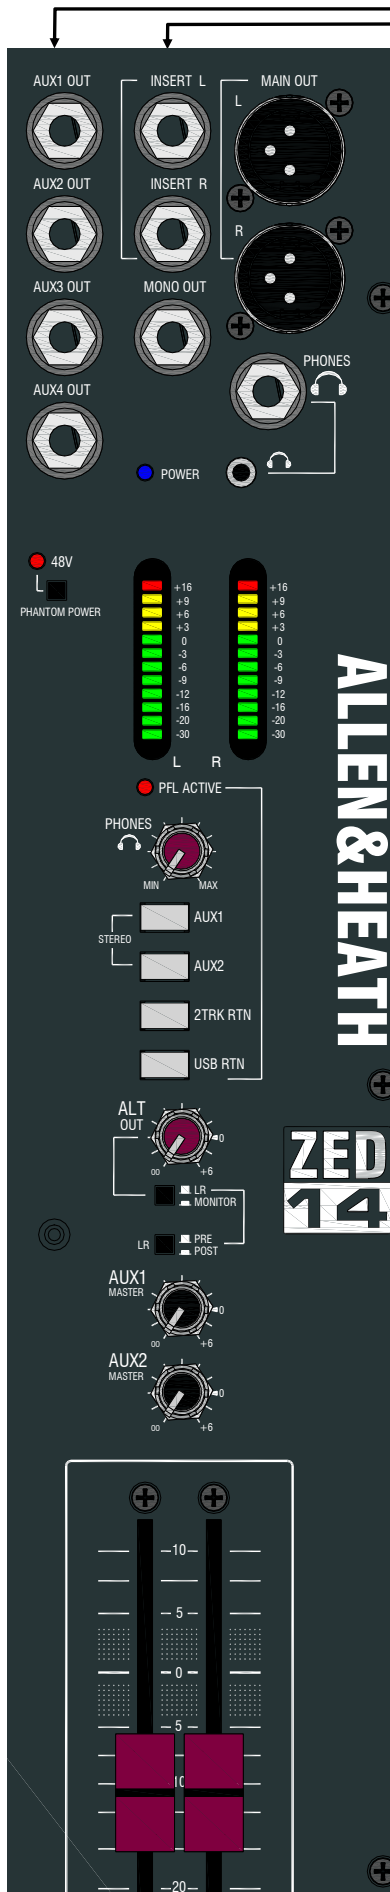 AUX1 OUT
INSERT L
MAIN OUT
L
AUX2 OUT
INSERT R
R
AUX3 OUT
MONO OUT
PHONES
AUX4 OUT
POWER
48V
PHANTOM POWER
+16
+9
+6
+3
0
-3
-6
-9
-12
-16
-20
-30
+16
+9
+6
+3
0
-3
-6
-9
-12
-16
-20
-30
L R
PFL ACTIVE
PHONES
MIN MAX
AUX1
STEREO
AUX2
2TRK RTN
USB RTN
ALLEN&HEATH
ALT
OUT
0
∞ +6
LR
MONITOR
LR
PRE
POST
ZED
14
AUX1
MASTER
0
∞ +6
AUX2
MASTER
0
∞ +6
10
5
0
5
10
20